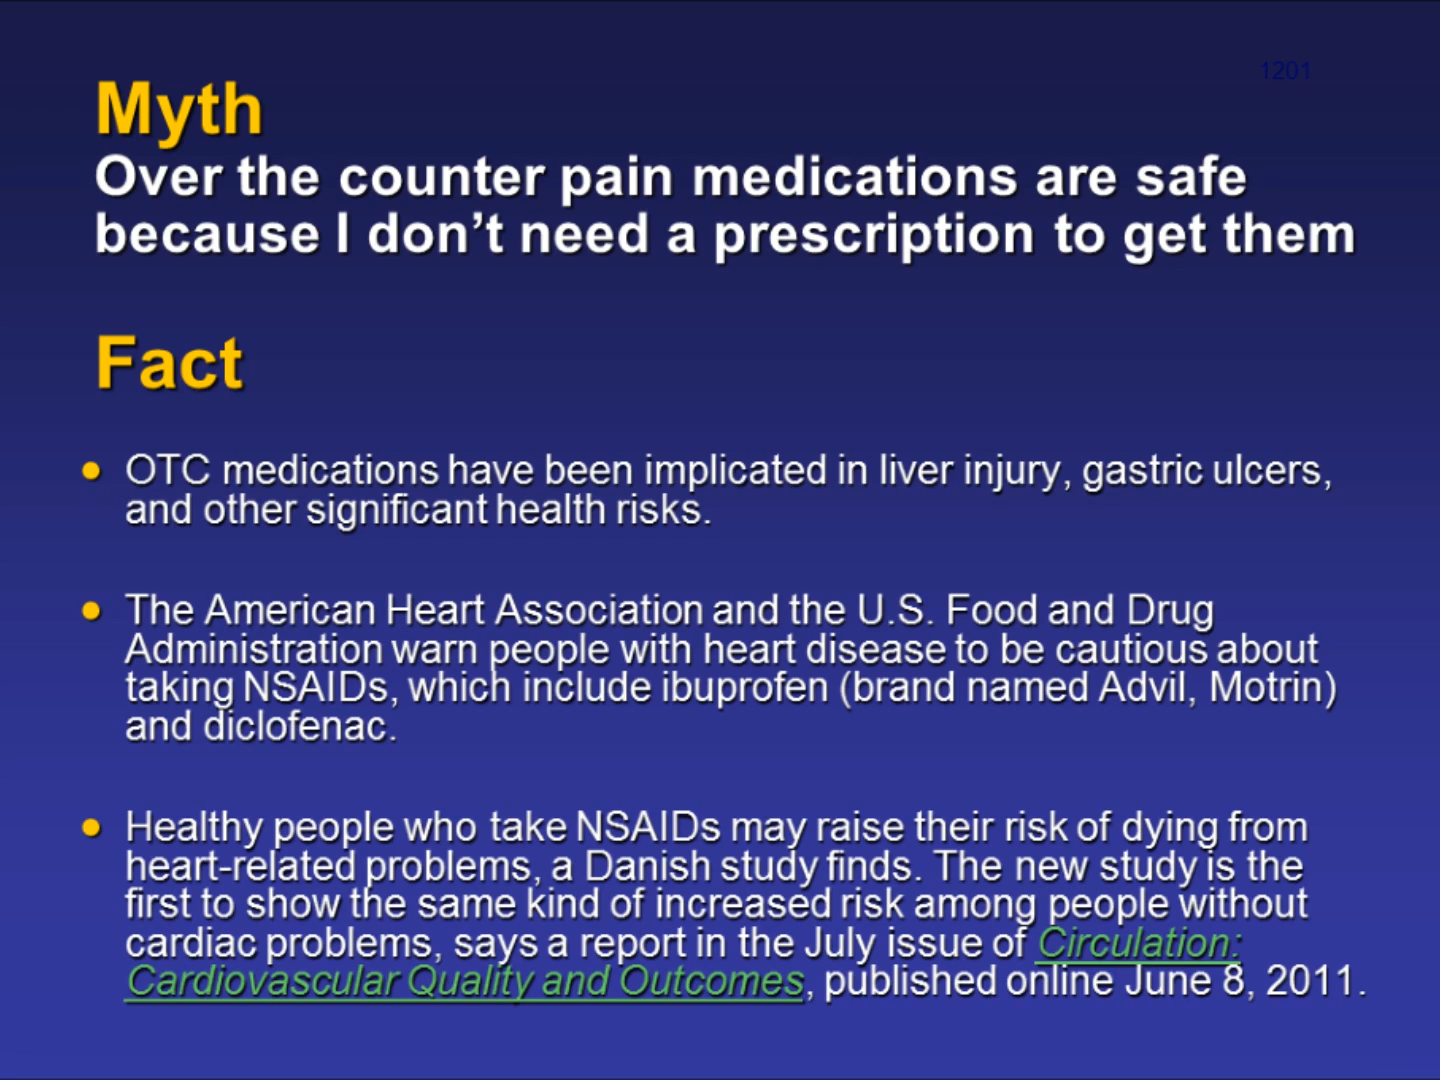 1201
Myth
Over the counter pain medications are safe
because I don’t need a prescription to get them
Fact
• OTC medications have been implicated in liver injury, gastric ulcers,
and other significant health risks.
• The American Heart Association and the U.S. Food and Drug
Administration warn people with heart disease to be cautious about
taking NSAIDs, which include ibuprofen (brand named Advil, Motrin)
and diclofenac.
• Healthy people who take NSAIDs may raise their risk of dying from
heart-related problems, a Danish study finds. The new study is the
first to show the same kind of increased risk among people without
cardiac problems, says a report in the July issue of Circulation:
Cardiovascular Quality and Outcomes, published online June 8, 2011.